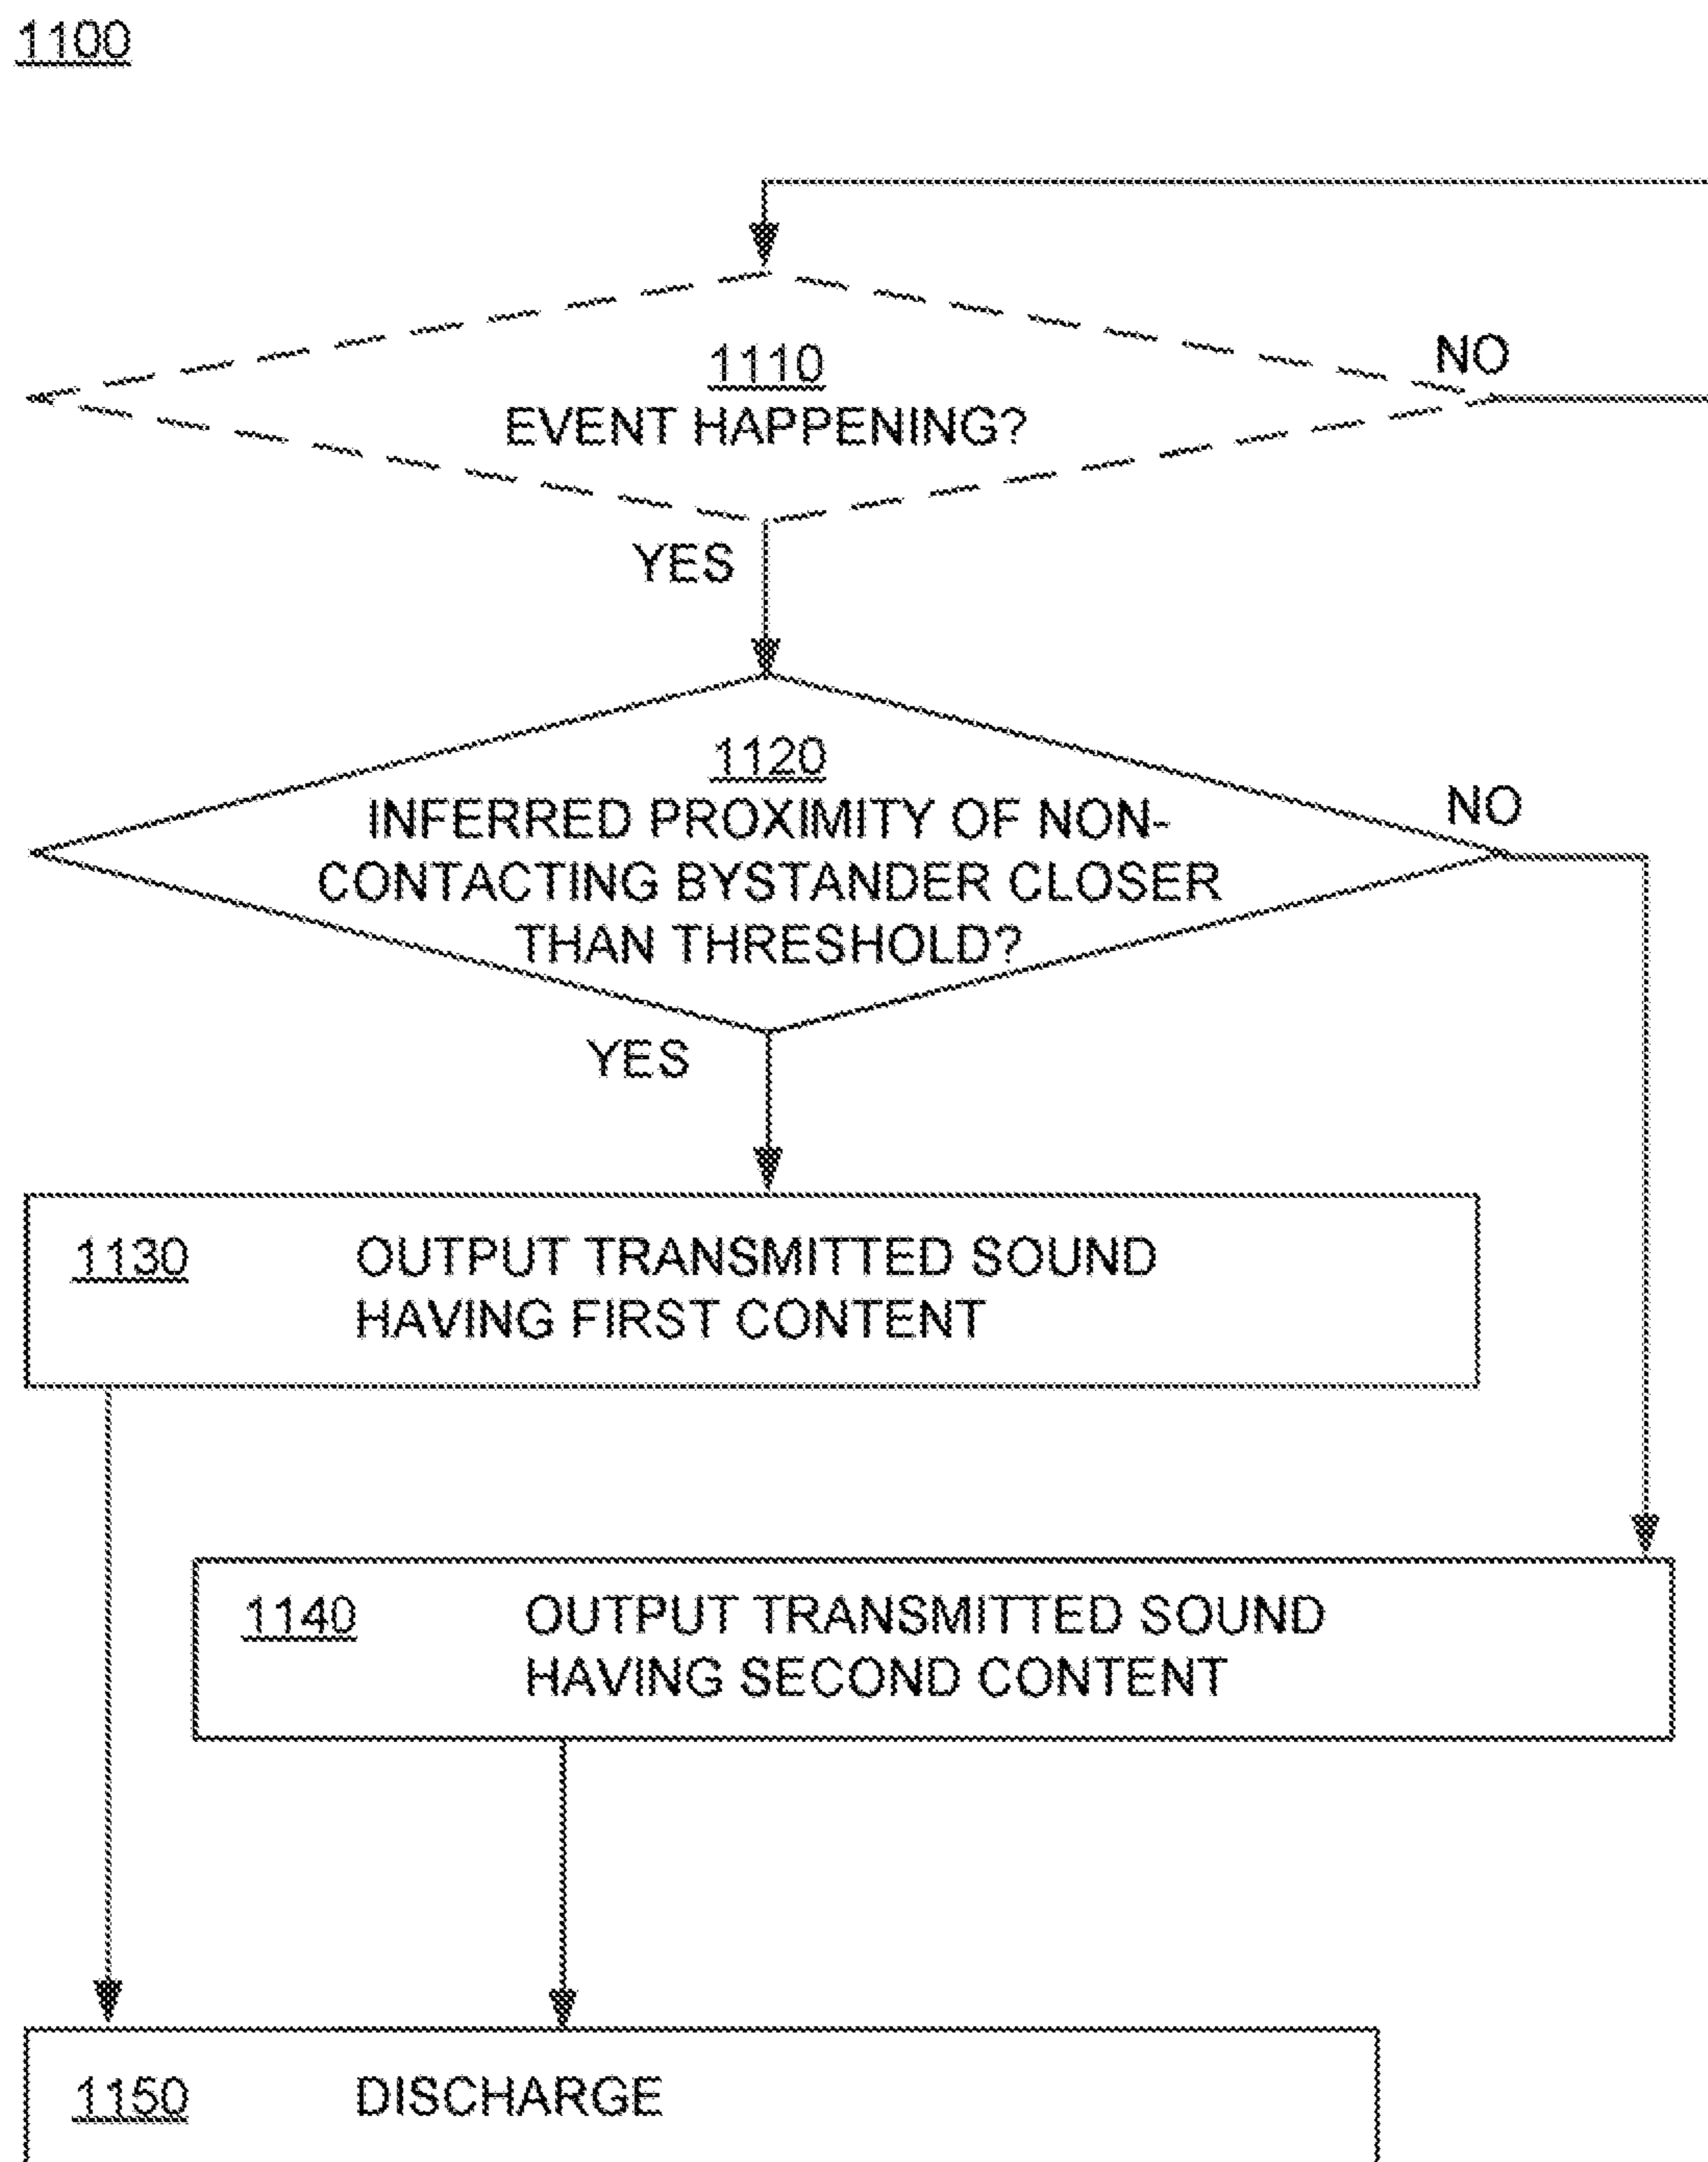 1100
1110
NO
EVENT HAPPENING?
YES
1120
NO
INFERRED PROXIMITY OF NON-
CONTACTING BYSTANDER CLOSER
THAN THRESHOLD?
YES
1130 OUTPUT TRANSMITTED SOUND
HAVING FIRST CONTENT
1140 OUTPUT TRANSMITTED SOUND
HAVING SECOND CONTENT
1150 DISCHARGE